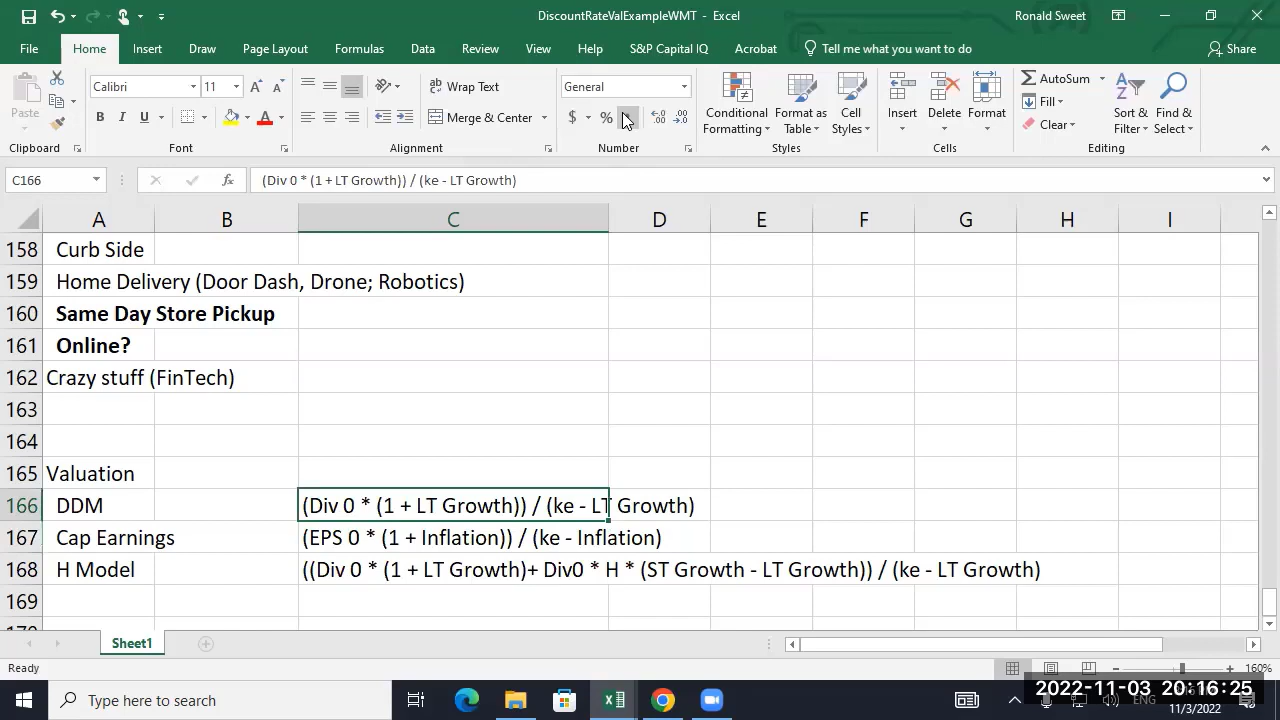 DiscountRateValExampleWMT - Excel
Ronald Sweet
File Home Insert Draw Page Layout Formulas Data Review View Help S&P Capital IQ Acrobat Tell me what you want to do Share
Calibri 11 Wrap Text General AutoSum
Paste B I U Merge & Center $ % Conditional Formatting Format as Table Cell Styles Insert Delete Format Fill Clear Sort & Filter Find & Select
Clipboard Font Alignment Number Styles Cells Editing
C166 fx (Div 0 * (1 + LT Growth)) / (ke - LT Growth)
A B C D E F G H I
158 Curb Side
159 Home Delivery (Door Dash, Drone; Robotics)
160 Same Day Store Pickup
161 Online?
162 Crazy stuff (FinTech)
163
164
165 Valuation
166 DDM (Div 0 * (1 + LT Growth)) / (ke - LT Growth)
167 Cap Earnings (EPS 0 * (1 + Inflation)) / (ke - Inflation)
168 H Model ((Div 0 * (1 + LT Growth)+ Div0 * H * (ST Growth - LT Growth)) / (ke - LT Growth)
169
Sheet1
Ready 160%
Type here to search ENG 2022-11-03 20:16:25
11/3/2022